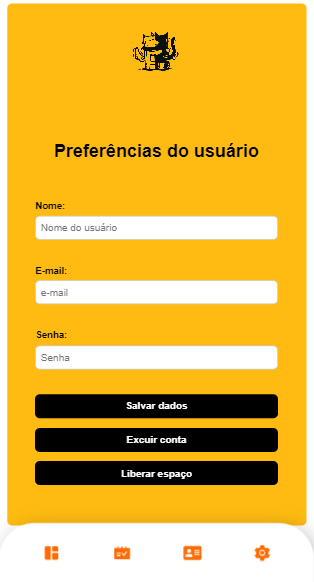 Preferências do usuário
Nome:
Nome do usuário
E-mail:
e-mail
Senha:
Senha
Salvar dados
Excuir conta
Liberar espaço